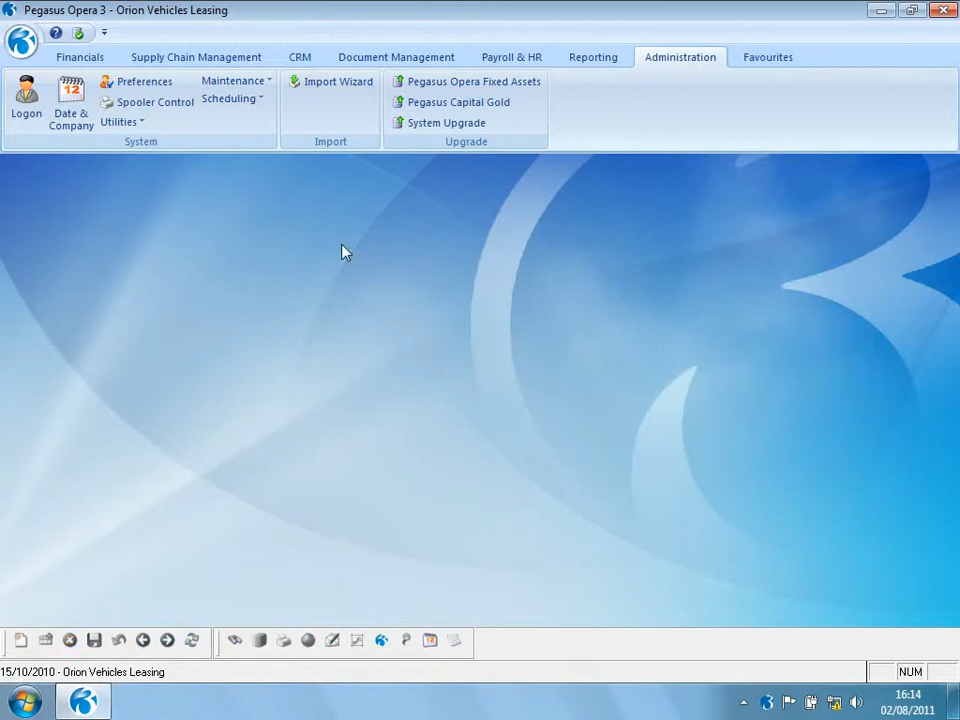 Pegasus Opera 3 - Orion Vehicles Leasing
Financials Supply Chain Management CRM Document Management Payroll & HR Reporting Administration Favourites
Logon
Date & Company
12
Preferences
Spooler Control
Utilities
Maintenance
Scheduling
System
Import Wizard
Import
Pegasus Opera Fixed Assets
Pegasus Capital Gold
System Upgrade
Upgrade
12
15/10/2010 - Orion Vehicles Leasing
NUM
16:14
02/08/2011